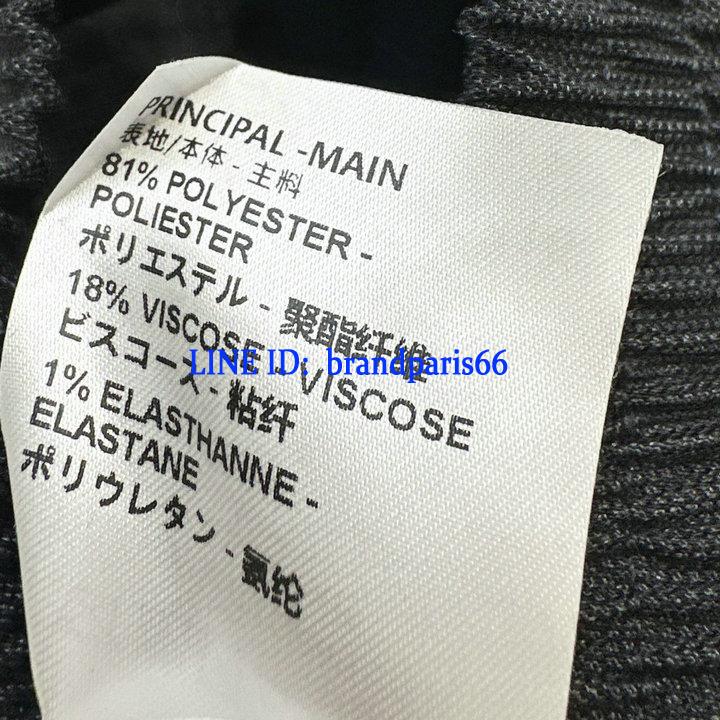 PRINCIPAL -MAIN
表地/本体 - 主料
81% POLYESTER -
POLIESTER
ポリエステル - 聚酯纤维
18% VISCOSE - VISCOSE
ビスコース - 粘纤
1% ELASTHANNE -
ELASTANE
ポリウレタン - 氨纶
LINE ID: brandparis66